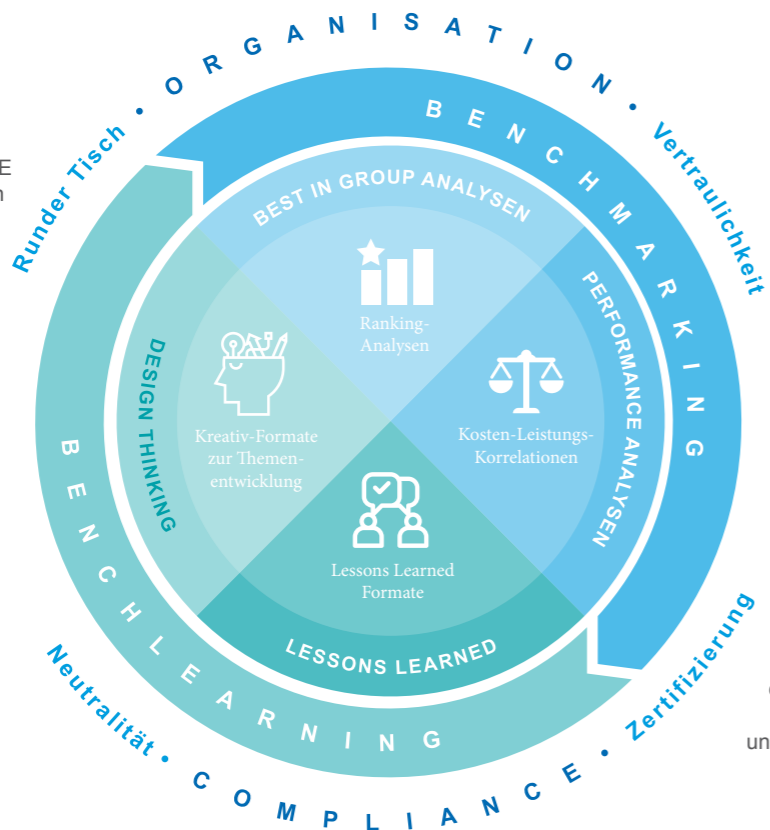 ORGANISATION •
Vertraulichkeit
Runder Tisch •
BENCHMARKING
BEST IN GROUP ANALYSEN
Ranking-
Analysen
PERFORMANCE ANALYSEN
Kosten-Leistungs-
Korrelationen
DESIGN THINKING
Kreativ-Formate
zur Themen-
entwicklung
Lessons Learned
Formate
LESSONS LEARNED
BENCHLEARNING
Neutralität •
COMPLIANCE •
Zertifizierung
E
un